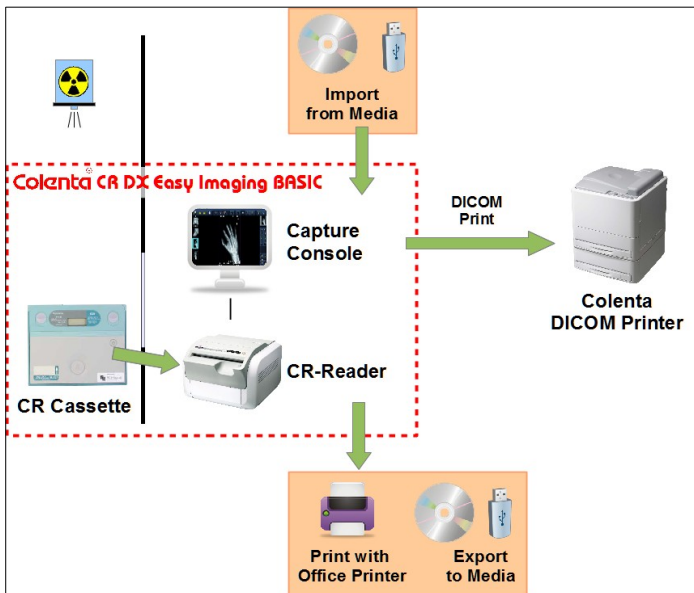 Import
from Media
Colenta CR DX Easy Imaging BASIC
DICOM
Print
Capture
Console
Colenta
DICOM Printer
CR-Reader
CR Cassette
Print with
Office Printer
Export
to Media